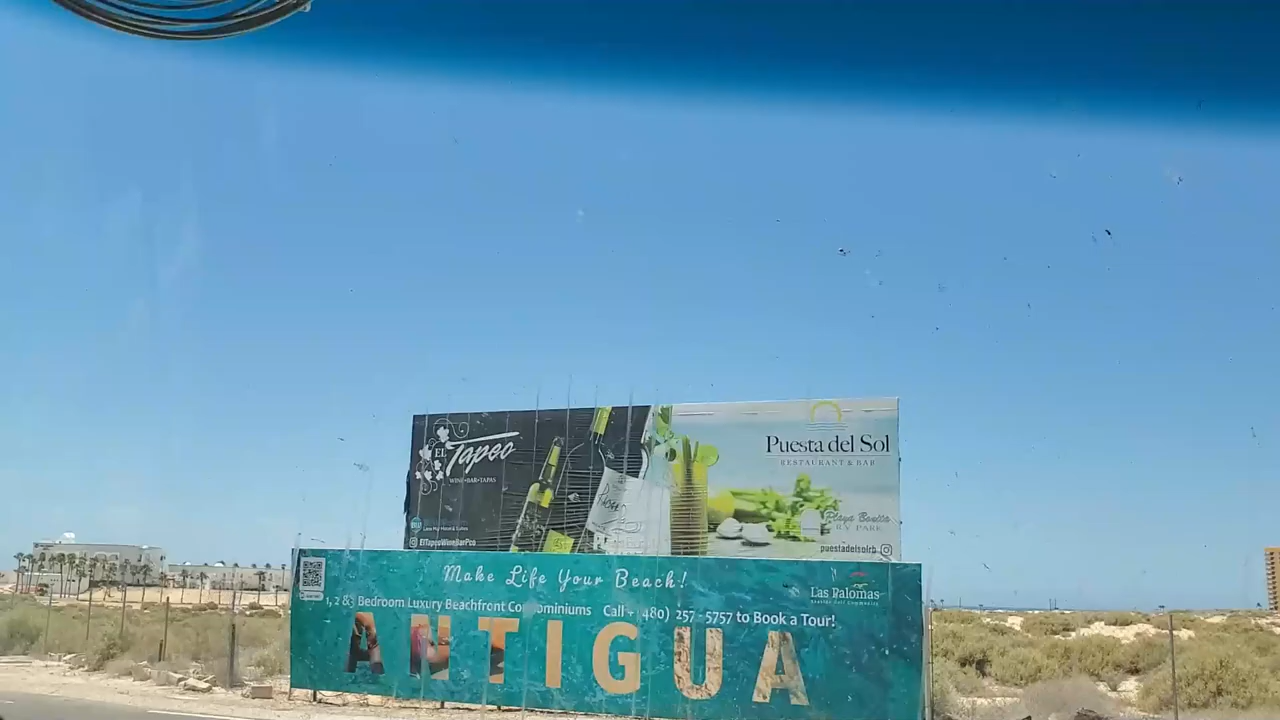 EL Tapeo
WINE•BAR•TAPAS
ElTapeoWineBarPco
Puesta del Sol
RESTAURANT & BAR
Playa Bonita
RV PARK
puestadelsolrb
Make Life Your Beach!
Las Palomas
1, 2 &3 Bedroom Luxury Beachfront Condominiums Call +1(480) 257-5757 to Book a Tour!
ANTIGUA